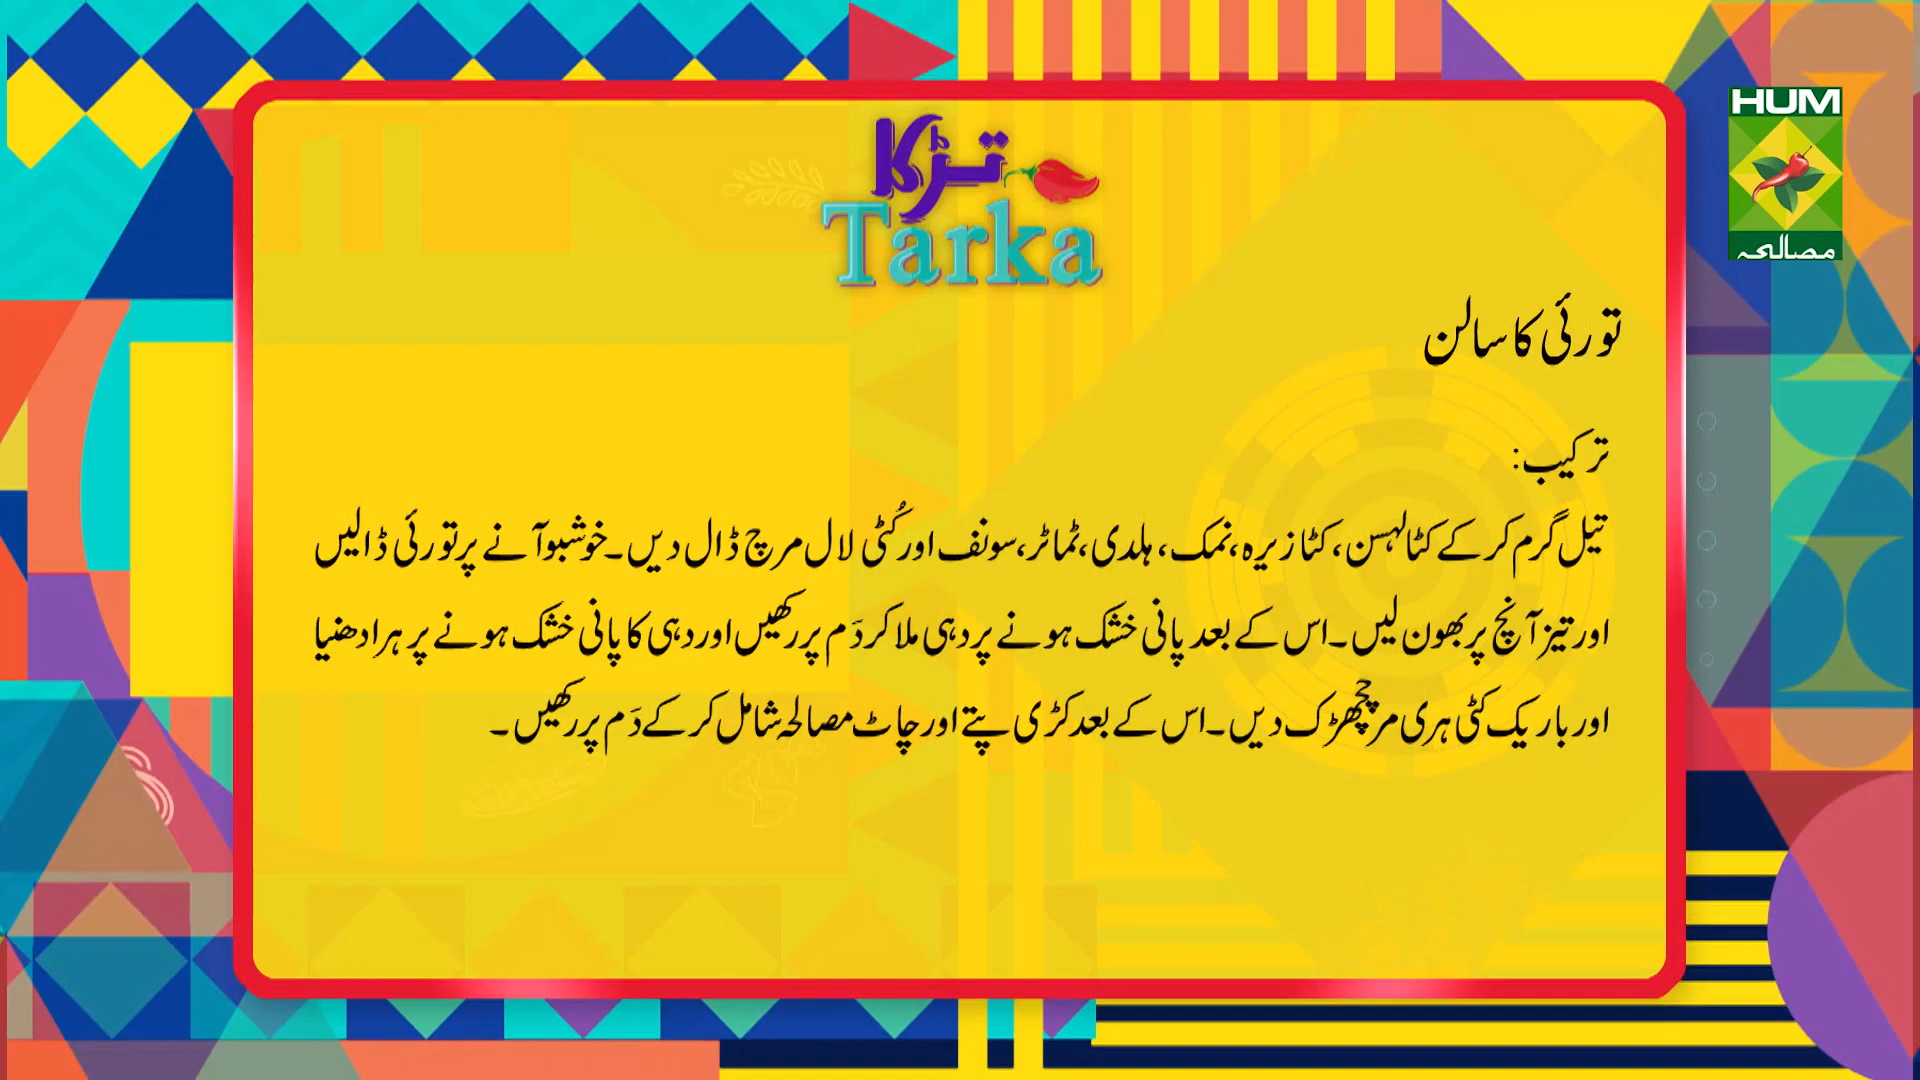 HUM
تڑکا
Tarka
مصالحہ
تورئی کا سالن
ترکیب:
تیل گرم کر کے کٹا لہسن، کٹا زیرہ، نمک، ہلدی، ٹماٹر، سونف اور کُٹی لال مرچ ڈال دیں۔ خوشبو آنے پر تورئی ڈالیں
اور تیز آنچ پر بھون لیں۔ اس کے بعد پانی خشک ہونے پر دہی ملا کر دَم پر رکھیں اور دہی کا پانی خشک ہونے پر ہرا دھنیا
اور باریک کٹی ہری مرچ چھڑک دیں۔ اس کے بعد کڑی پتے اور چاٹ مصالحہ شامل کر کے دَم پر رکھیں۔